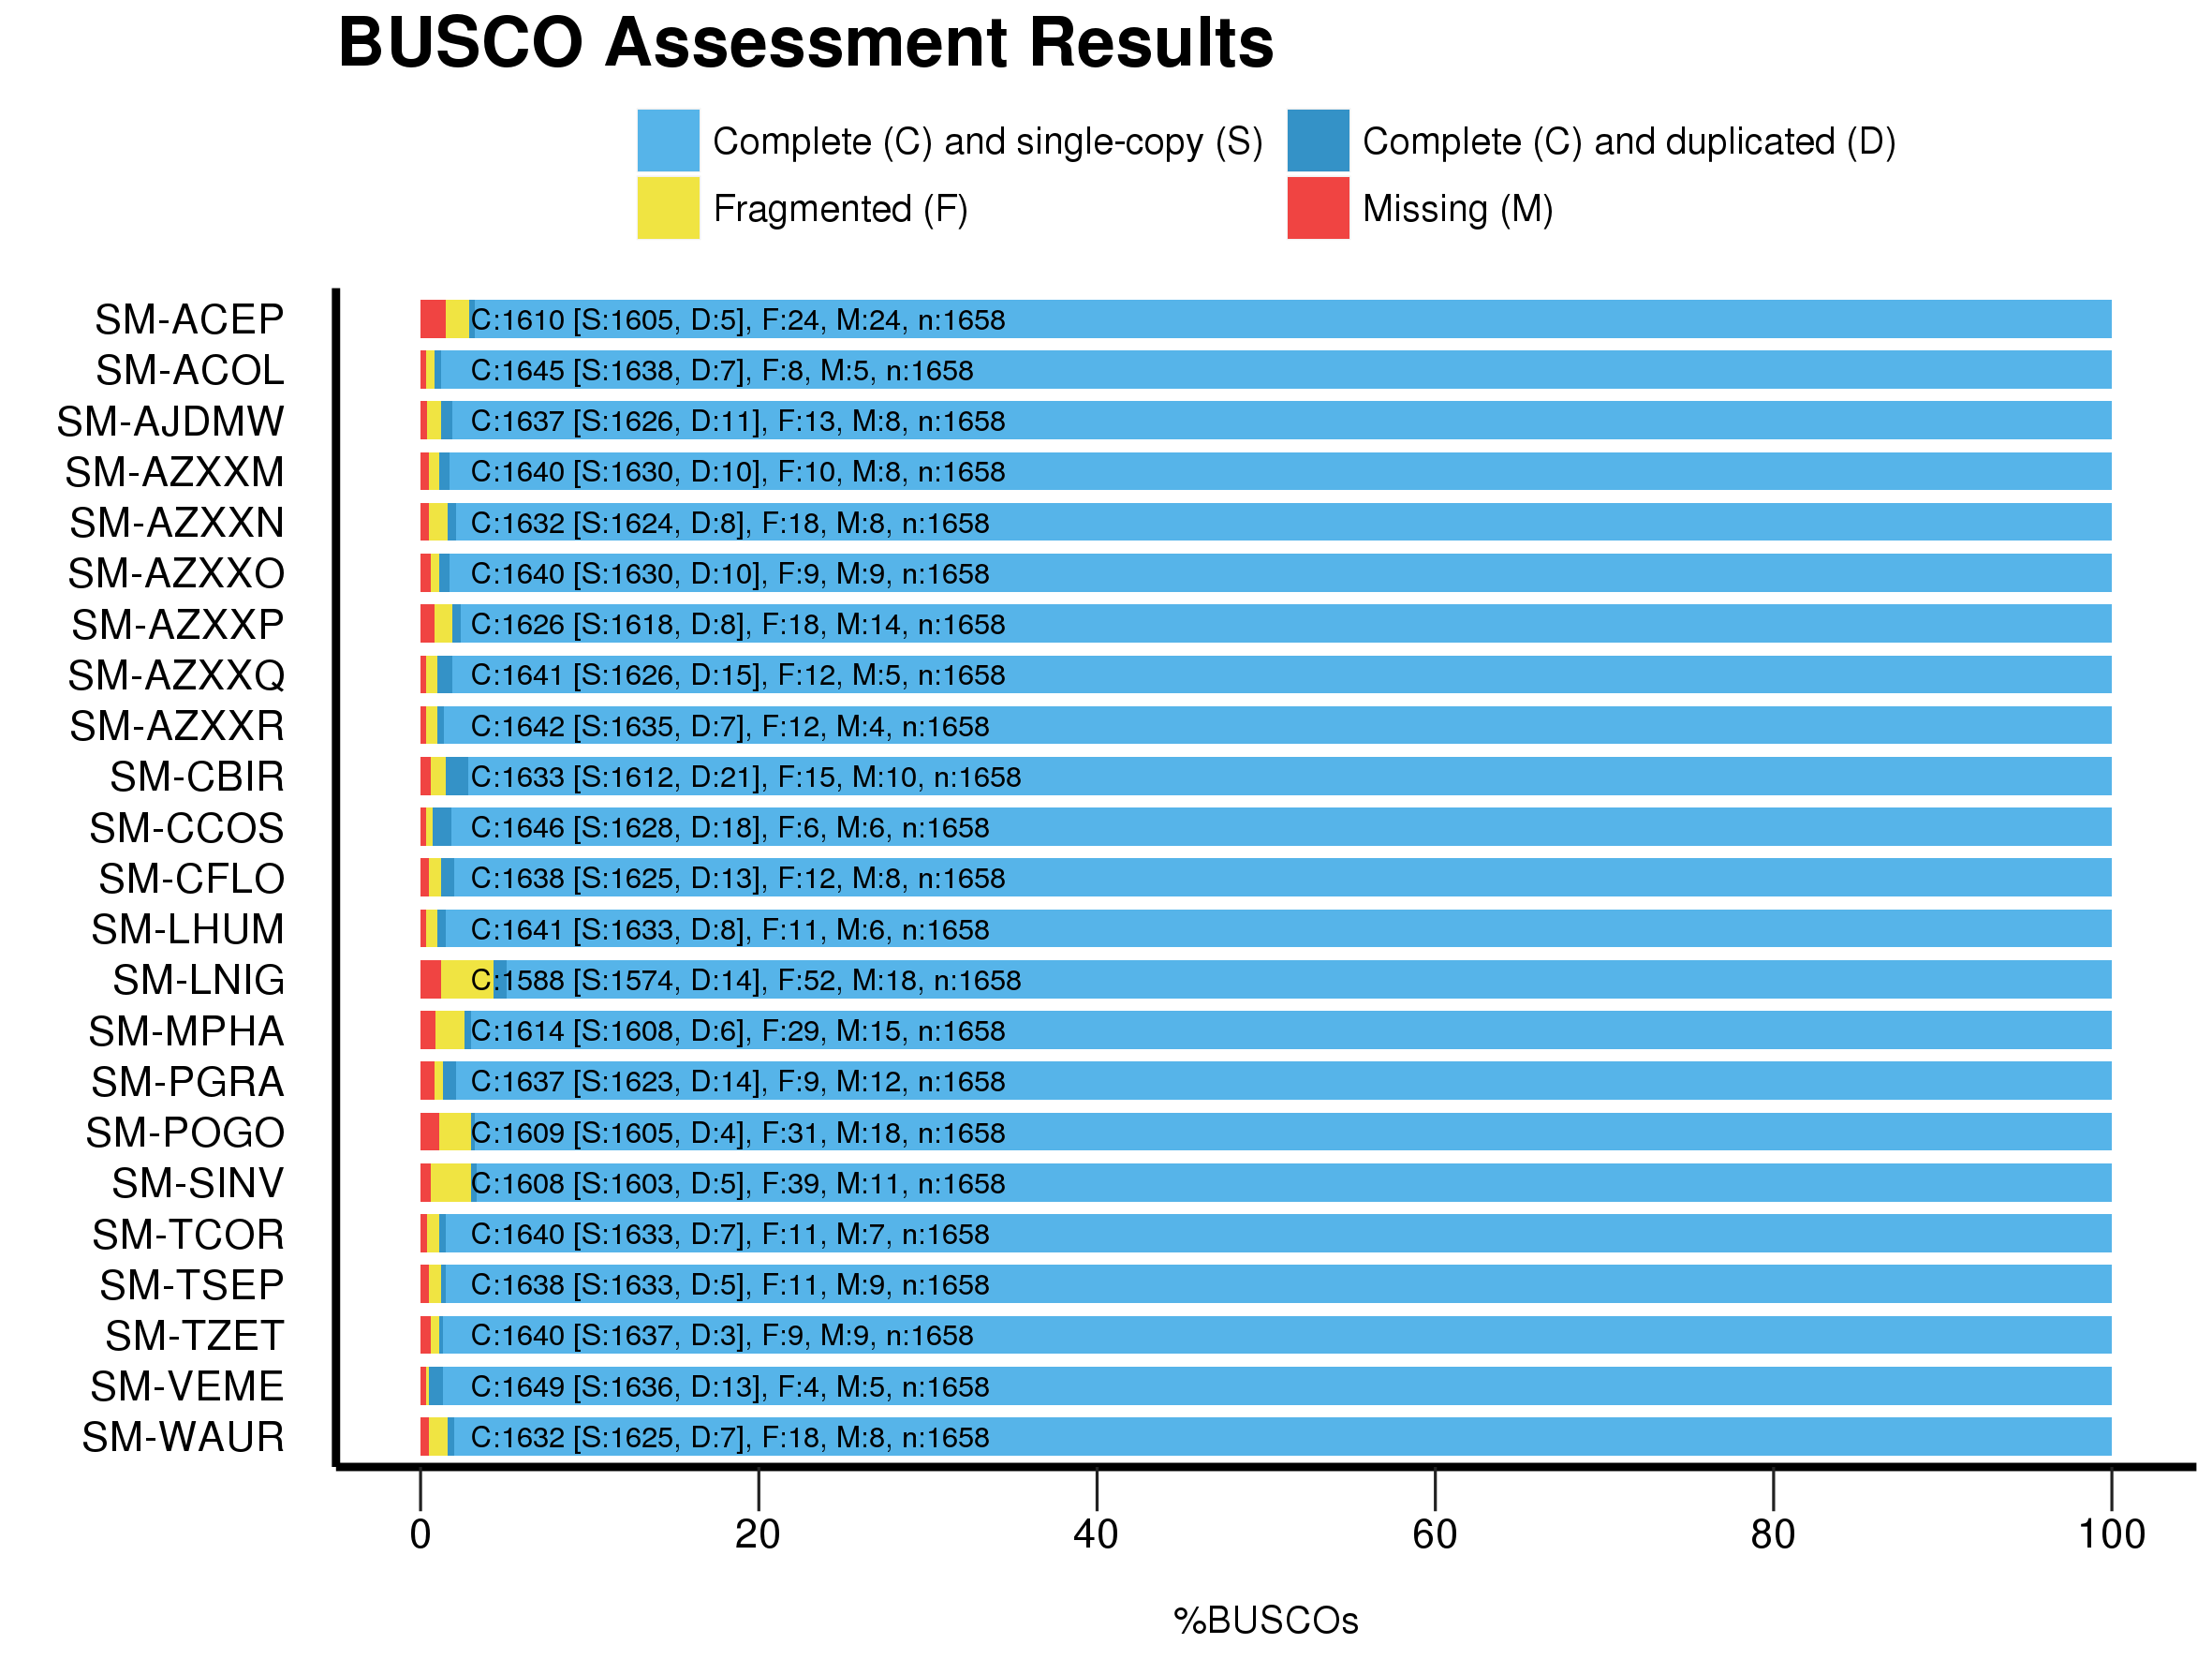 BUSCO Assessment Results
Complete (C) and single-copy (S) Complete (C) and duplicated (D)
Fragmented (F) Missing (M)
SM-ACEP C:1610 [S:1605, D:5], F:24, M:24, n:1658
SM-ACOL C:1645 [S:1638, D:7], F:8, M:5, n:1658
SM-AJDMW C:1637 [S:1626, D:11], F:13, M:8, n:1658
SM-AZXXM C:1640 [S:1630, D:10], F:10, M:8, n:1658
SM-AZXXN C:1632 [S:1624, D:8], F:18, M:8, n:1658
SM-AZXXO C:1640 [S:1630, D:10], F:9, M:9, n:1658
SM-AZXXP C:1626 [S:1618, D:8], F:18, M:14, n:1658
SM-AZXXQ C:1641 [S:1626, D:15], F:12, M:5, n:1658
SM-AZXXR C:1642 [S:1635, D:7], F:12, M:4, n:1658
SM-CBIR C:1633 [S:1612, D:21], F:15, M:10, n:1658
SM-CCOS C:1646 [S:1628, D:18], F:6, M:6, n:1658
SM-CFLO C:1638 [S:1625, D:13], F:12, M:8, n:1658
SM-LHUM C:1641 [S:1633, D:8], F:11, M:6, n:1658
SM-LNIG C:1588 [S:1574, D:14], F:52, M:18, n:1658
SM-MPHA C:1614 [S:1608, D:6], F:29, M:15, n:1658
SM-PGRA C:1637 [S:1623, D:14], F:9, M:12, n:1658
SM-POGO C:1609 [S:1605, D:4], F:31, M:18, n:1658
SM-SINV C:1608 [S:1603, D:5], F:39, M:11, n:1658
SM-TCOR C:1640 [S:1633, D:7], F:11, M:7, n:1658
SM-TSEP C:1638 [S:1633, D:5], F:11, M:9, n:1658
SM-TZET C:1640 [S:1637, D:3], F:9, M:9, n:1658
SM-VEME C:1649 [S:1636, D:13], F:4, M:5, n:1658
SM-WAUR C:1632 [S:1625, D:7], F:18, M:8, n:1658
0 20 40 60 80 100
%BUSCOs